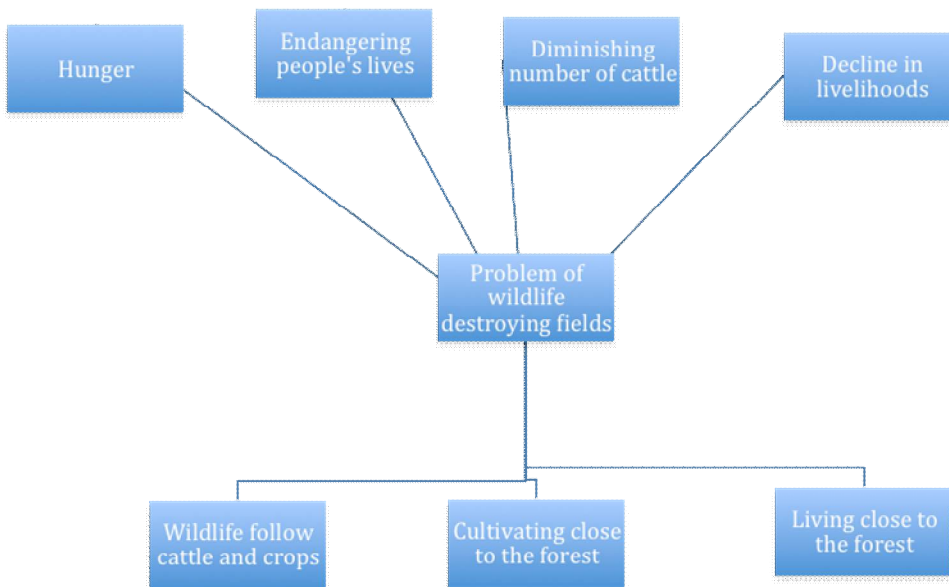 Hunger
Endangering
people's lives
Diminishing
number of cattle
Decline in
livelihoods
Problem of
wildlife
destroying fields
Wildlife follow
cattle and crops
Cultivating close
to the forest
Living close to
the forest